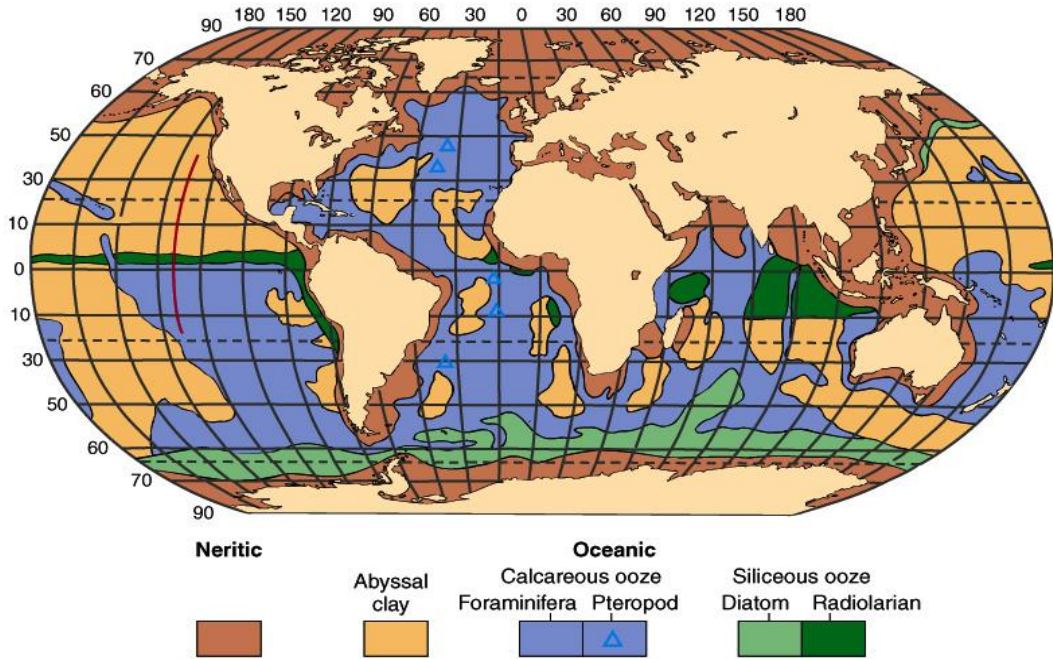 180 150 120 90 60 30 0 30 60 90 120 150 180
90
70
60
50
30
10
0
10
30
50
60
70
90
Neritic
Oceanic
Abyssal
clay
Calcareous ooze
Foraminifera Pteropod
Siliceous ooze
Diatom Radiolarian